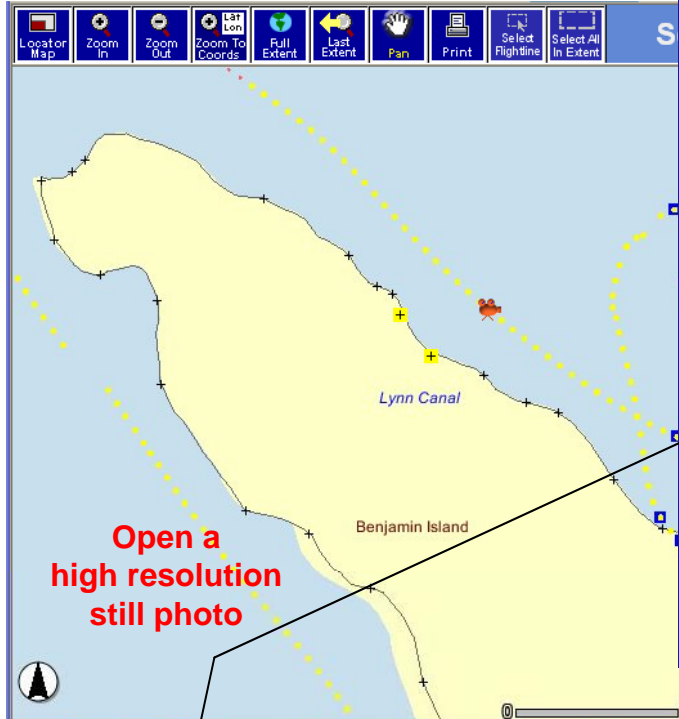 Locator Map
Zoom In
Zoom Out
Lat Lon
Zoom To Coords
Full Extent
Last Extent
Pan
Print
Select Flightline
Select All In Extent
S
Lynn Canal
Benjamin Island
Open a
high resolution
still photo
0